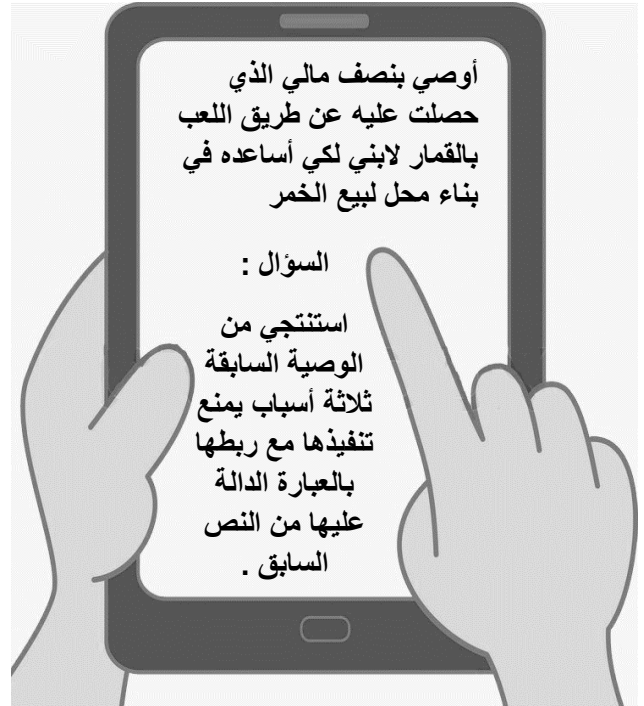 أوصي بنصف مالي الذي
حصلت عليه عن طريق اللعب
بالقمار لابني لكي أساعده في
بناء محل لبيع الخمر
السؤال :
استنتجي من
الوصية السابقة
ثلاثة أسباب يمنع
تنفيذها مع ربطها
بالعبارة الدالة
عليها من النص
السابق .